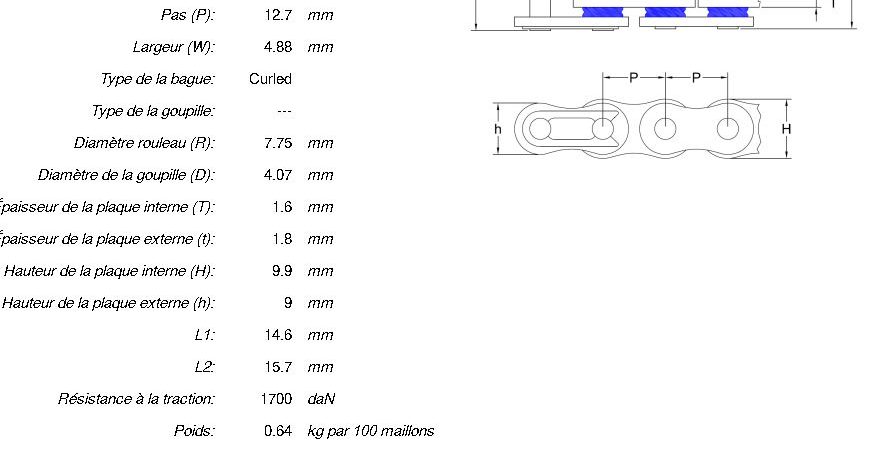 Pas (P): 12.7 mm
Largeur (W): 4.88 mm
Type de la bague: Curled
Type de la goupille: ---
Diamètre rouleau (R): 7.75 mm
Diamètre de la goupille (D): 4.07 mm
Épaisseur de la plaque interne (T): 1.6 mm
Épaisseur de la plaque externe (t): 1.8 mm
Hauteur de la plaque interne (H): 9.9 mm
Hauteur de la plaque externe (h): 9 mm
L1: 14.6 mm
L2: 15.7 mm
Résistance à la traction: 1700 daN
Poids: 0.64 kg par 100 maillons
P P
h H